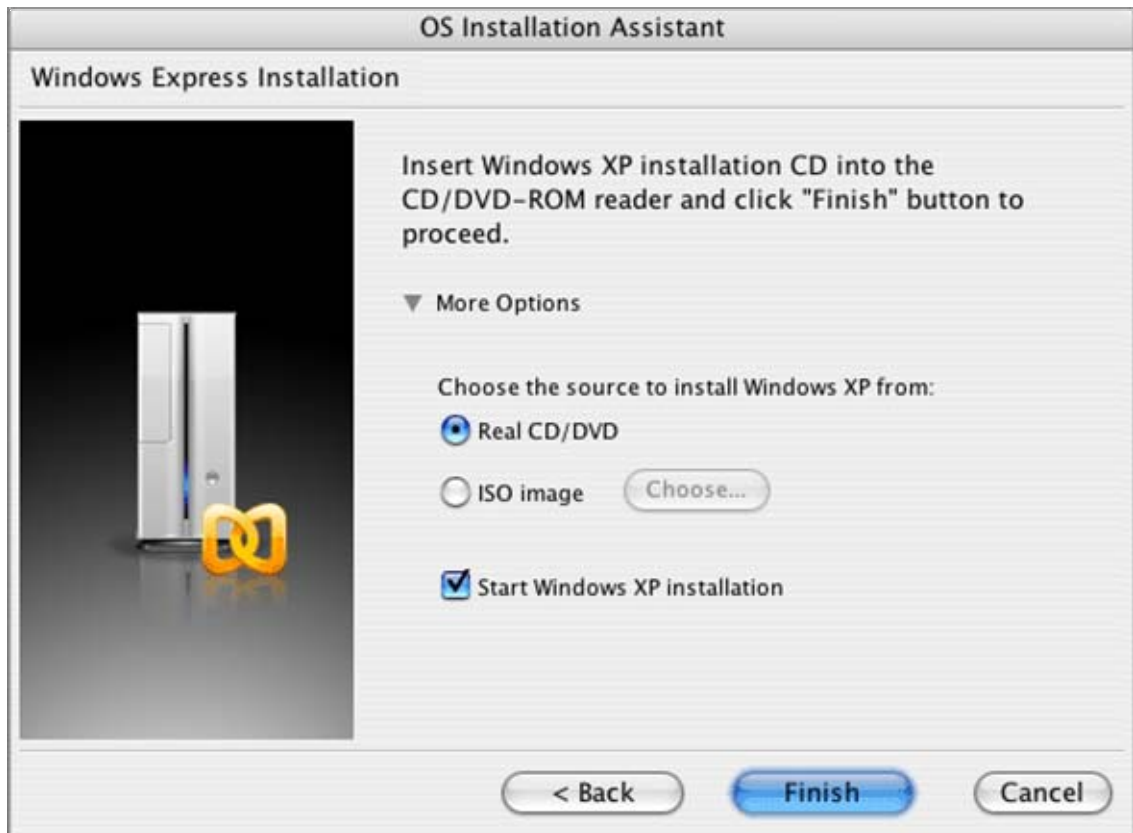 OS Installation Assistant
Windows Express Installation
Insert Windows XP installation CD into the
CD/DVD-ROM reader and click "Finish" button to
proceed.
More Options
Choose the source to install Windows XP from:
Real CD/DVD
ISO image
Choose...
Start Windows XP installation
< Back
Finish
Cancel